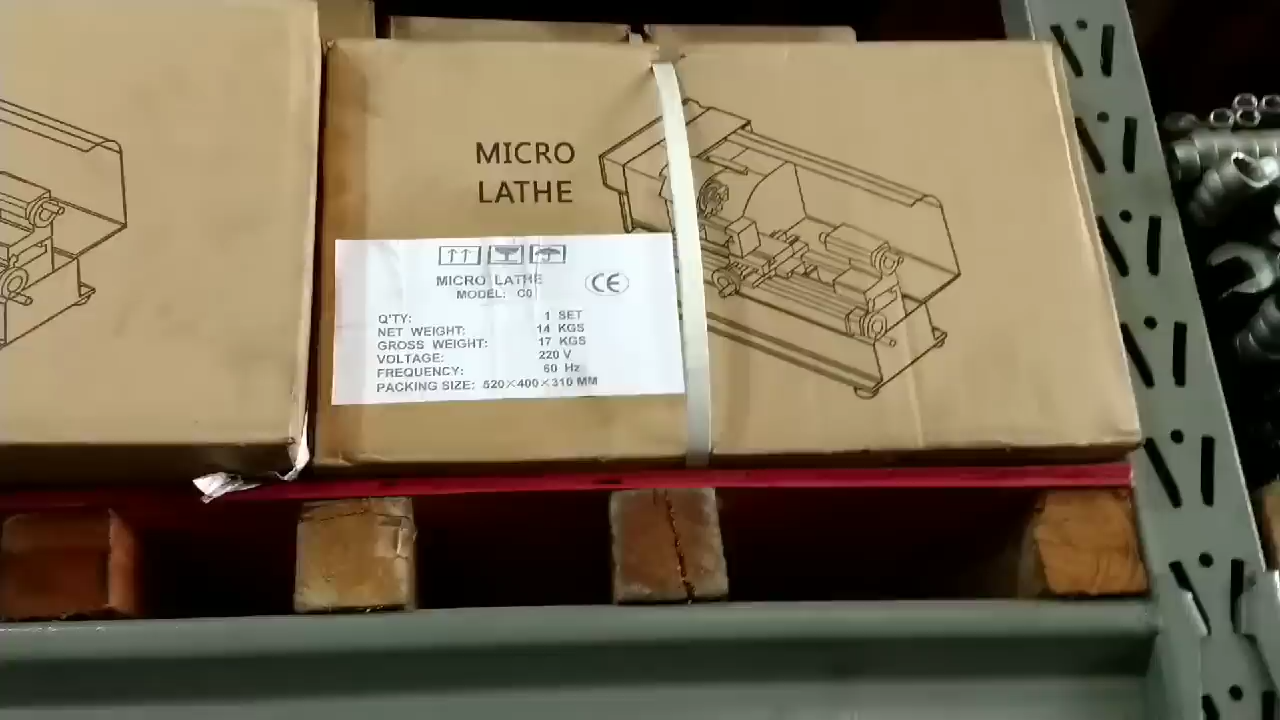 MICRO
LATHE
MICRO LATHE
MODEL: C0
CE
Q'TY: 1 SET
NET WEIGHT: 14 KGS
GROSS WEIGHT: 17 KGS
VOLTAGE: 220 V
FREQUENCY: 60 Hz
PACKING SIZE: 520×400×310 MM